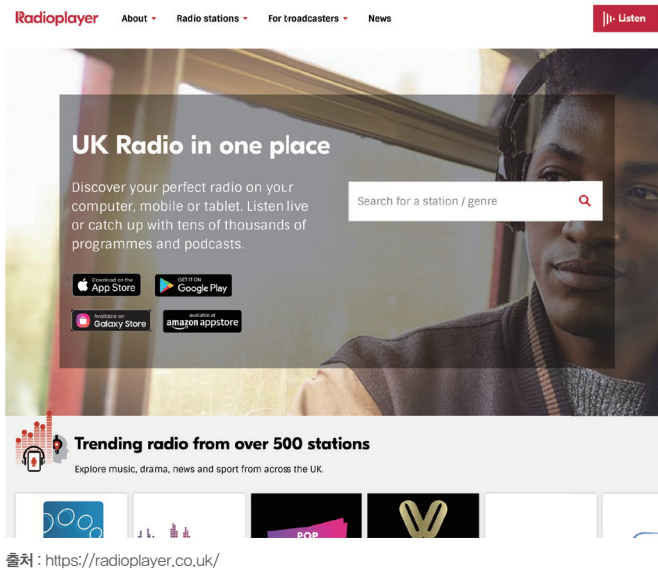 Radioplayer
About
Radio stations
For broadcasters
News
Listen
UK Radio in one place
Discover your perfect radio on your
computer, mobile or tablet. Listen live
or catch up with tens of thousands of
programmes and podcasts.
Search for a station / genre
Download on the
App Store
GET IT ON
Google Play
Available on
Galaxy Store
available at
amazon appstore
Trending radio from over 500 stations
Explore music, drama, news and sport from across the UK.
POP
출처 : https://radioplayer.co.uk/